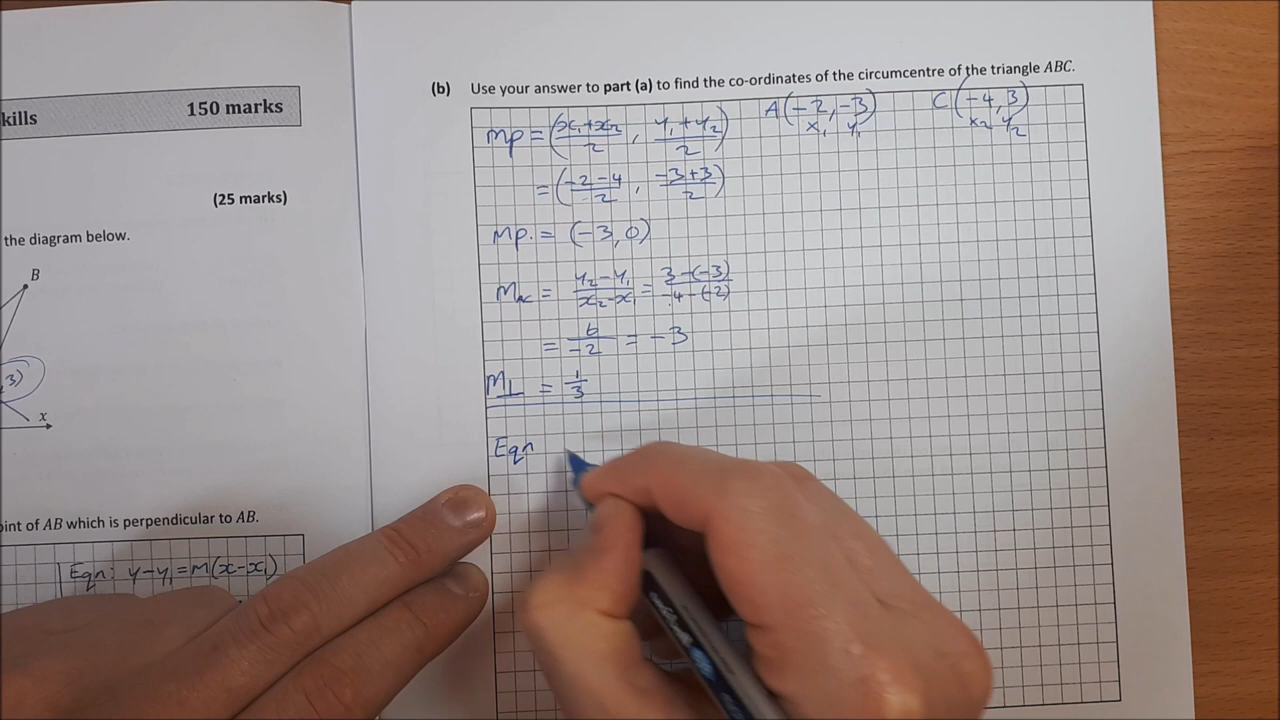 kills 150 marks
(25 marks)
the diagram below.
B
3)
x
int of AB which is perpendicular to AB.
Eqn: y-y₁=m(x-x₁)
(b) Use your answer to part (a) to find the co-ordinates of the circumcentre of the triangle ABC.
MP = (x₁+x₂/2 , y₁+y₂/2) A(-2,-3) C(-4,3)
x₁ y₁ x₂ y₂
= (-2-4/2 , -3+3/2)
MP. = (-3,0)
MAC = y₂-y₁/x₂-x₁ = 3-(-3)/-4-(-2)
= 6/-2 = -3
M⊥ = 1/3
Eqn